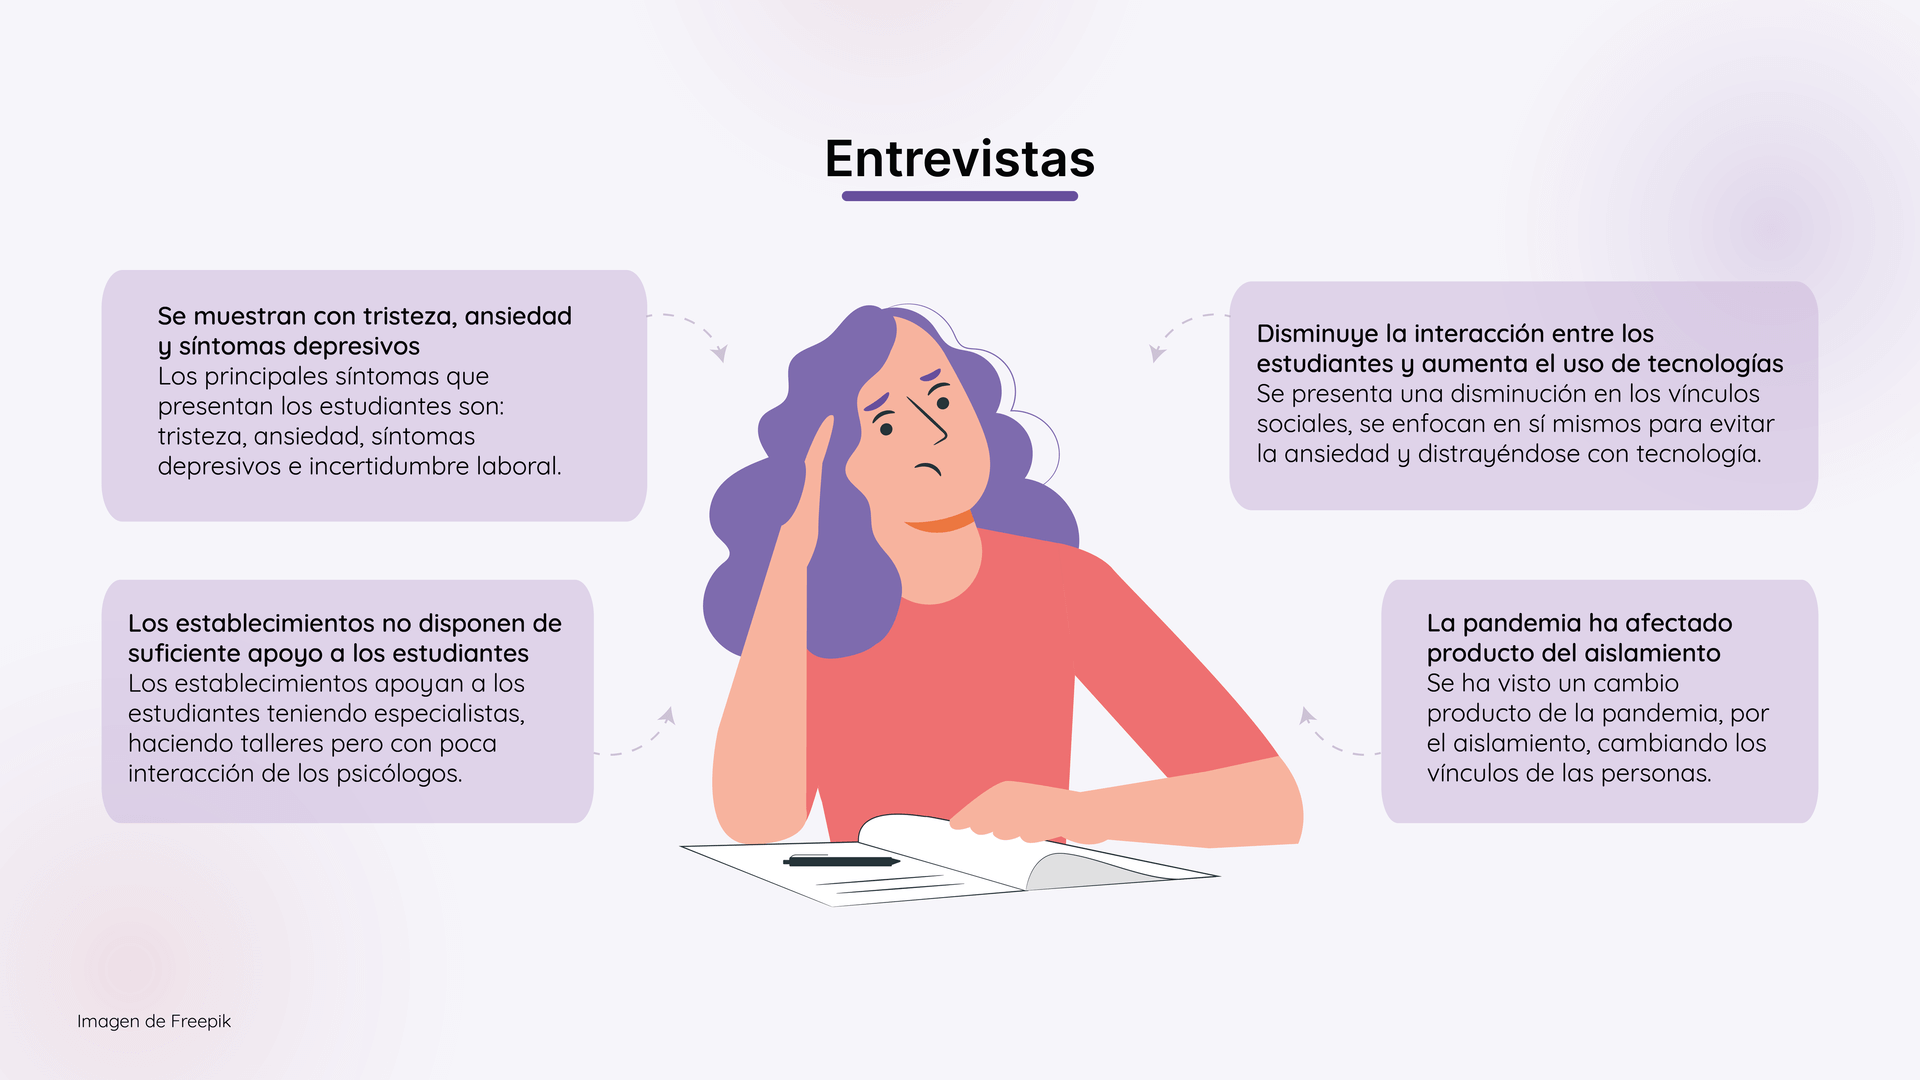 Entrevistas
Se muestran con tristeza, ansiedad
y síntomas depresivos
Los principales síntomas que
presentan los estudiantes son:
tristeza, ansiedad, síntomas
depresivos e incertidumbre laboral.
Disminuye la interacción entre los
estudiantes y aumenta el uso de tecnologías
Se presenta una disminución en los vínculos
sociales, se enfocan en sí mismos para evitar
la ansiedad y distrayéndose con tecnología.
Los establecimientos no disponen de
suficiente apoyo a los estudiantes
Los establecimientos apoyan a los
estudiantes teniendo especialistas,
haciendo talleres pero con poca
interacción de los psicólogos.
La pandemia ha afectado
producto del aislamiento
Se ha visto un cambio
producto de la pandemia, por
el aislamiento, cambiando los
vínculos de las personas.
Imagen de Freepik